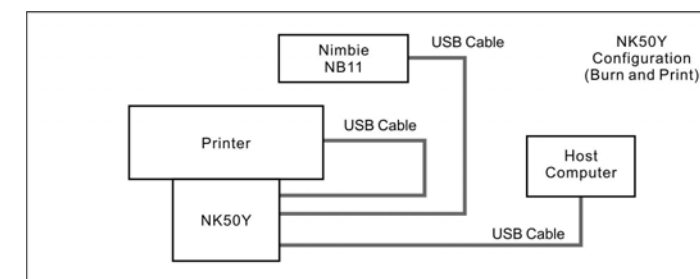 Nimbie
NB11
USB Cable
NK50Y
Configuration
(Burn and Print)
Printer
USB Cable
Host
Computer
NK50Y
USB Cable